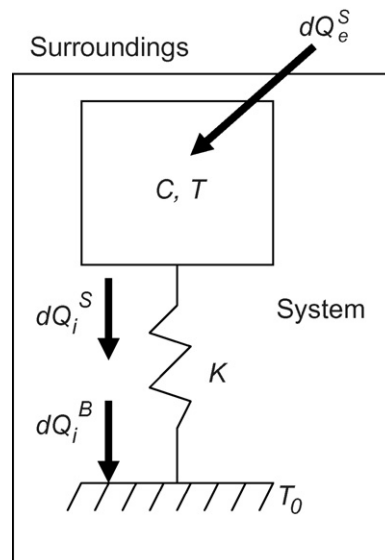 Surroundings
dQ_e^S
C, T
dQ_i^S
System
K
dQ_i^B
T_0